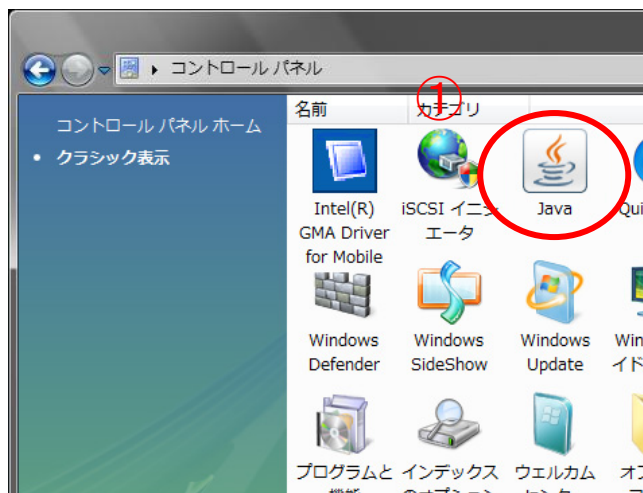 コントロール パネル
コントロール パネル ホーム
• クラシック表示
名前 カテゴリ
①
Intel(R)
GMA Driver
for Mobile
iSCSI イニシ
エータ
Java
Windows
Defender
Windows
SideShow
Windows
Update
プログラムと
インデックス
ウェルカム